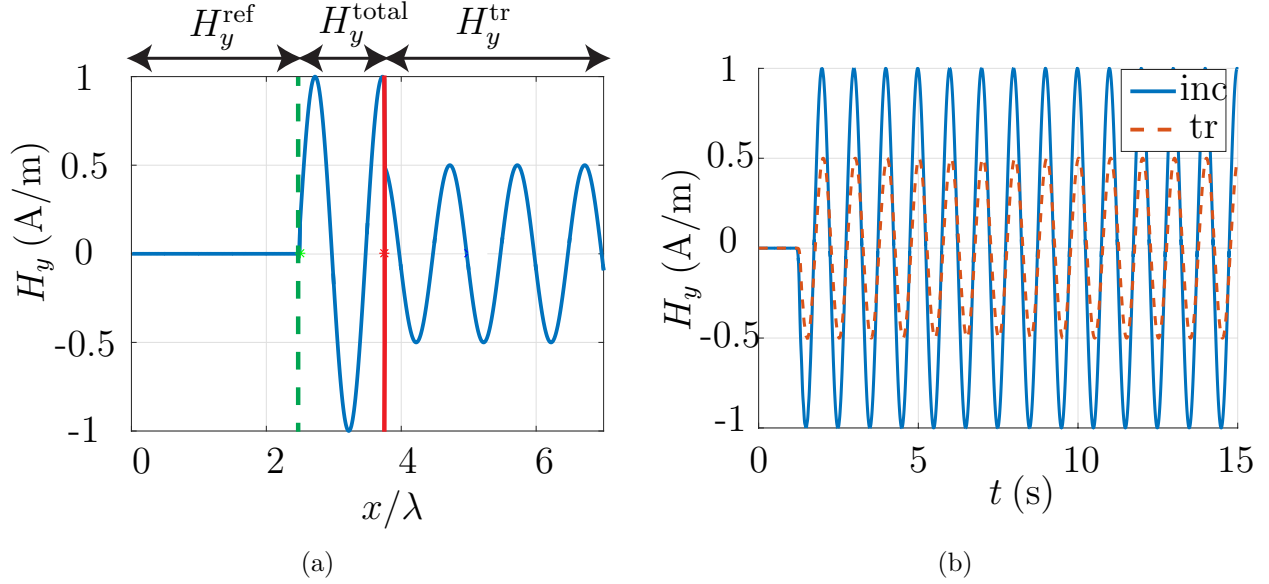 H_y^ref H_y^total H_y^tr
1
0.5
0
-0.5
-1
0 2 4 6
H_y (A/m)
x/λ
(a)
1
0.5
0
-0.5
-1
0 5 10 15
H_y (A/m)
t (s)
inc
tr
(b)